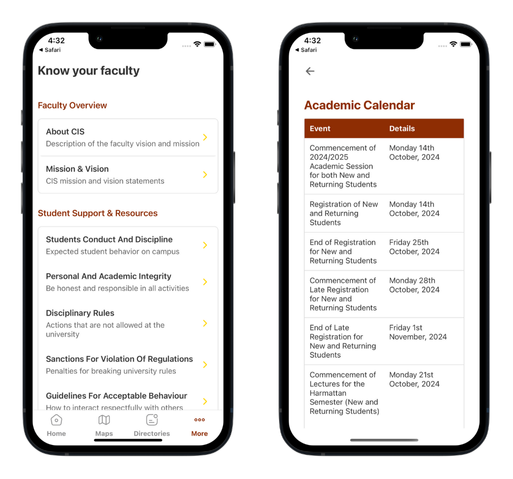 4:32
Safari
Know your faculty
Faculty Overview
About CIS
Description of the faculty vision and mission
Mission & Vision
CIS mission and vision statements
Student Support & Resources
Students Conduct And Discipline
Expected student behavior on campus
Personal And Academic Integrity
Be honest and responsible in all activities
Disciplinary Rules
Actions that are not allowed at the
university
Sanctions For Violation Of Regulations
Penalties for breaking university rules
Guidelines For Acceptable Behaviour
How to interact respectfully with others
Home
Maps
Directories
More
4:32
Safari
Academic Calendar
Event
Details
Commencement of
2024/2025
Academic Session
for both New and
Returning Students
Monday 14th
October, 2024
Registration of New
and Returning
Students
Monday 14th
October, 2024
End of Registration
for New and
Returning Students
Friday 25th
October, 2024
Commencement of
Late Registration
for New and
Returning Students
Monday 28th
October, 2024
End of Late
Registration for
New and Returning
Students
Friday 1st
November, 2024
Commencement of
Lectures for the
Harmattan
Semester (New and
Returning Students)
Monday 21st
October, 2024